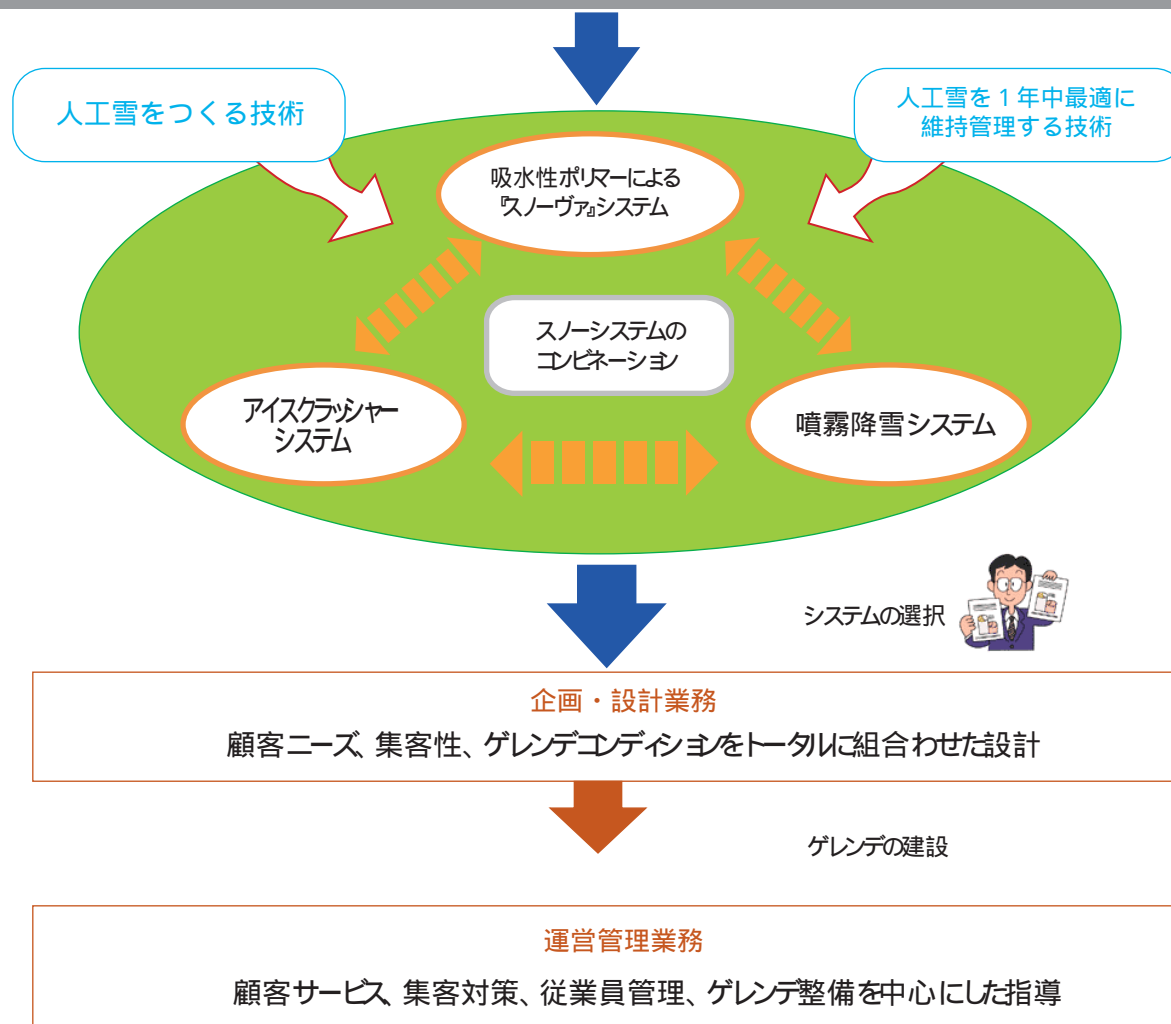 人工雪をつくる技術
人工雪を1年中最適に
維持管理する技術
吸水性ポリマーによる
『スノーヴァ』システム
スノーシステムの
コンビネーション
アイスクラッシャー
システム
噴霧降雪システム
システムの選択
企画・設計業務
顧客ニーズ、集客性、ゲレンデコンディションをトータルに組合わせた設計
ゲレンデの建設
運営管理業務
顧客サービス、集客対策、従業員管理、ゲレンデ整備を中心にした指導